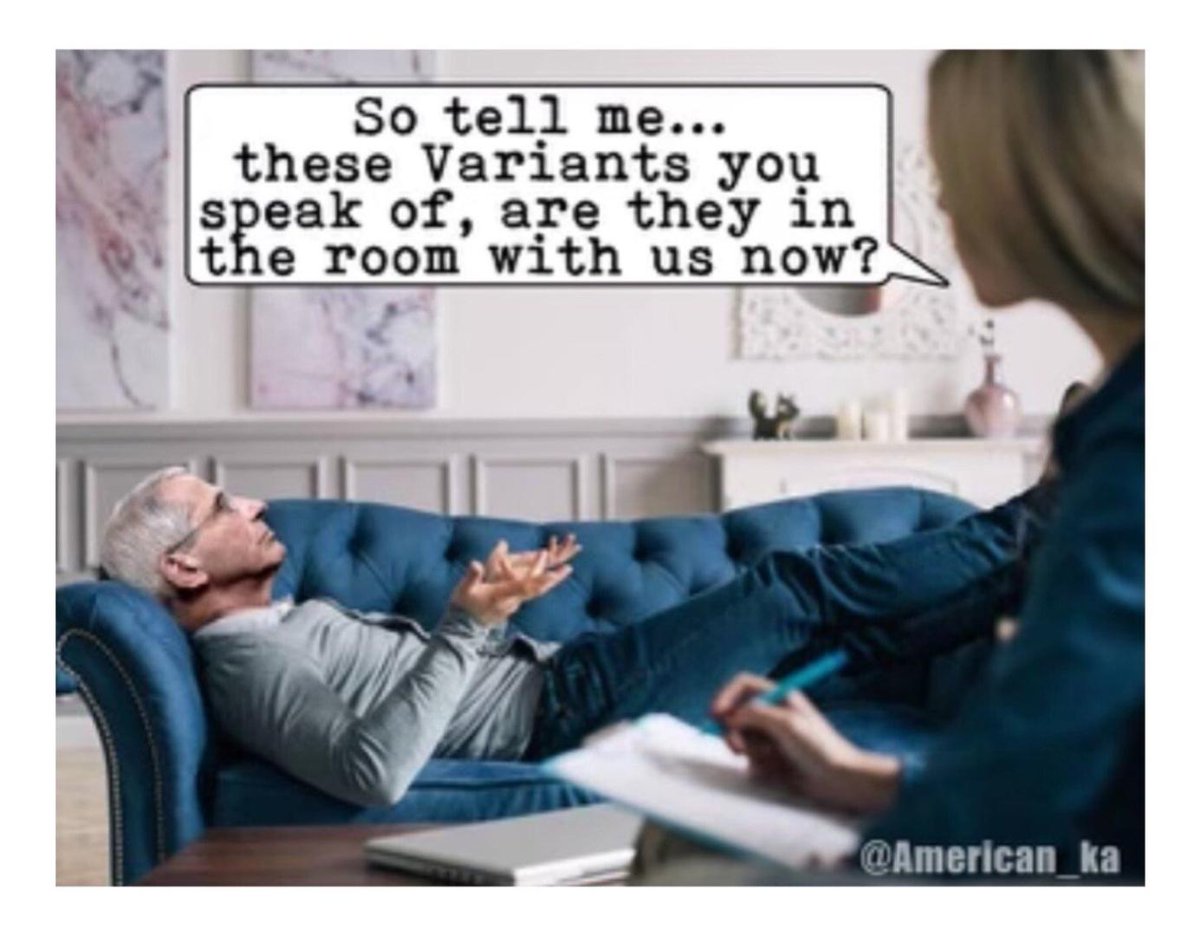 So tell me...
these Variants you
speak of, are they in
the room with us now?
@American_ka